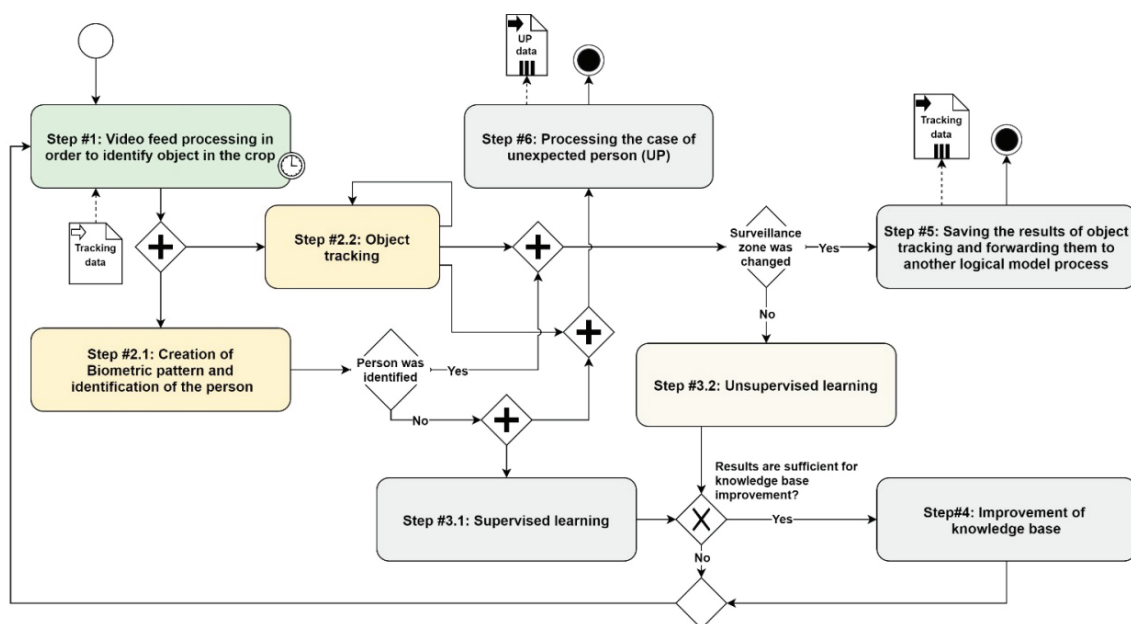 UP
data
Step #1: Video feed processing in
order to identify object in the crop
Step #6: Processing the case of
unexpected person (UP)
Tracking
data
Tracking
data
Step #2.2: Object
tracking
Surveillance
zone was
changed
Yes
Step #5: Saving the results of object
tracking and forwarding them to
another logical model process
No
Step #2.1: Creation of
Biometric pattern and
identification of the person
Person was
identified
Yes
No
Step #3.2: Unsupervised learning
Results are sufficient for
knowledge base
improvement?
Step #3.1: Supervised learning
X
Yes
Step#4: Improvement of
knowledge base
No